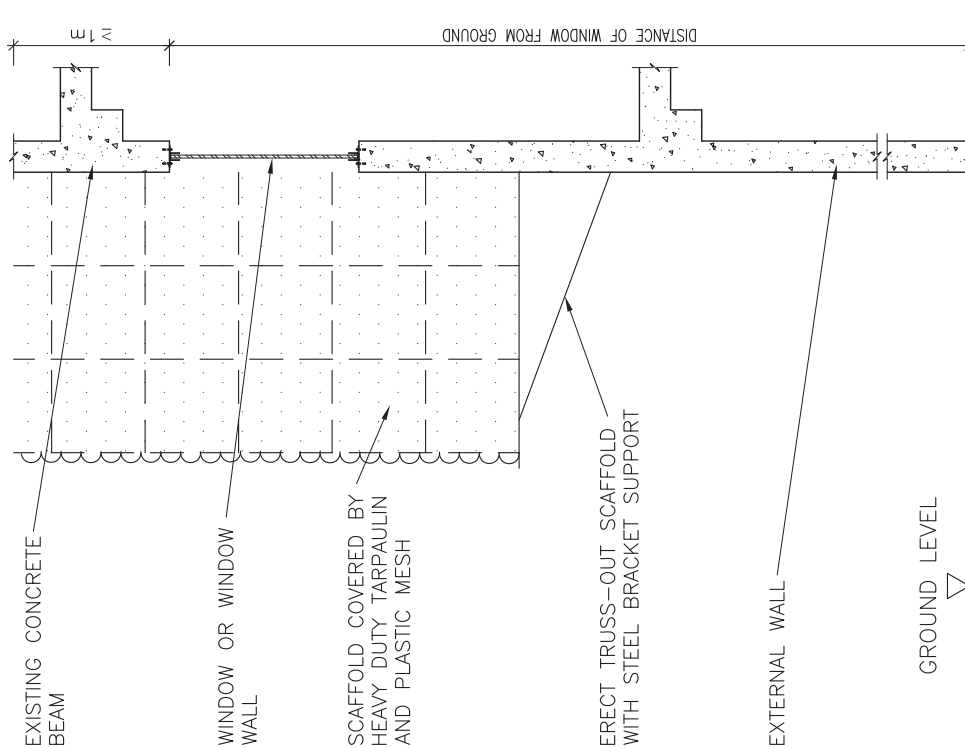 ≥1m
DISTANCE OF WINDOW FROM GROUND
EXISTING CONCRETE
BEAM
WINDOW OR WINDOW
WALL
SCAFFOLD COVERED BY
HEAVY DUTY TARPAULIN
AND PLASTIC MESH
ERECT TRUSS-OUT SCAFFOLD
WITH STEEL BRACKET SUPPORT
EXTERNAL WALL
GROUND LEVEL